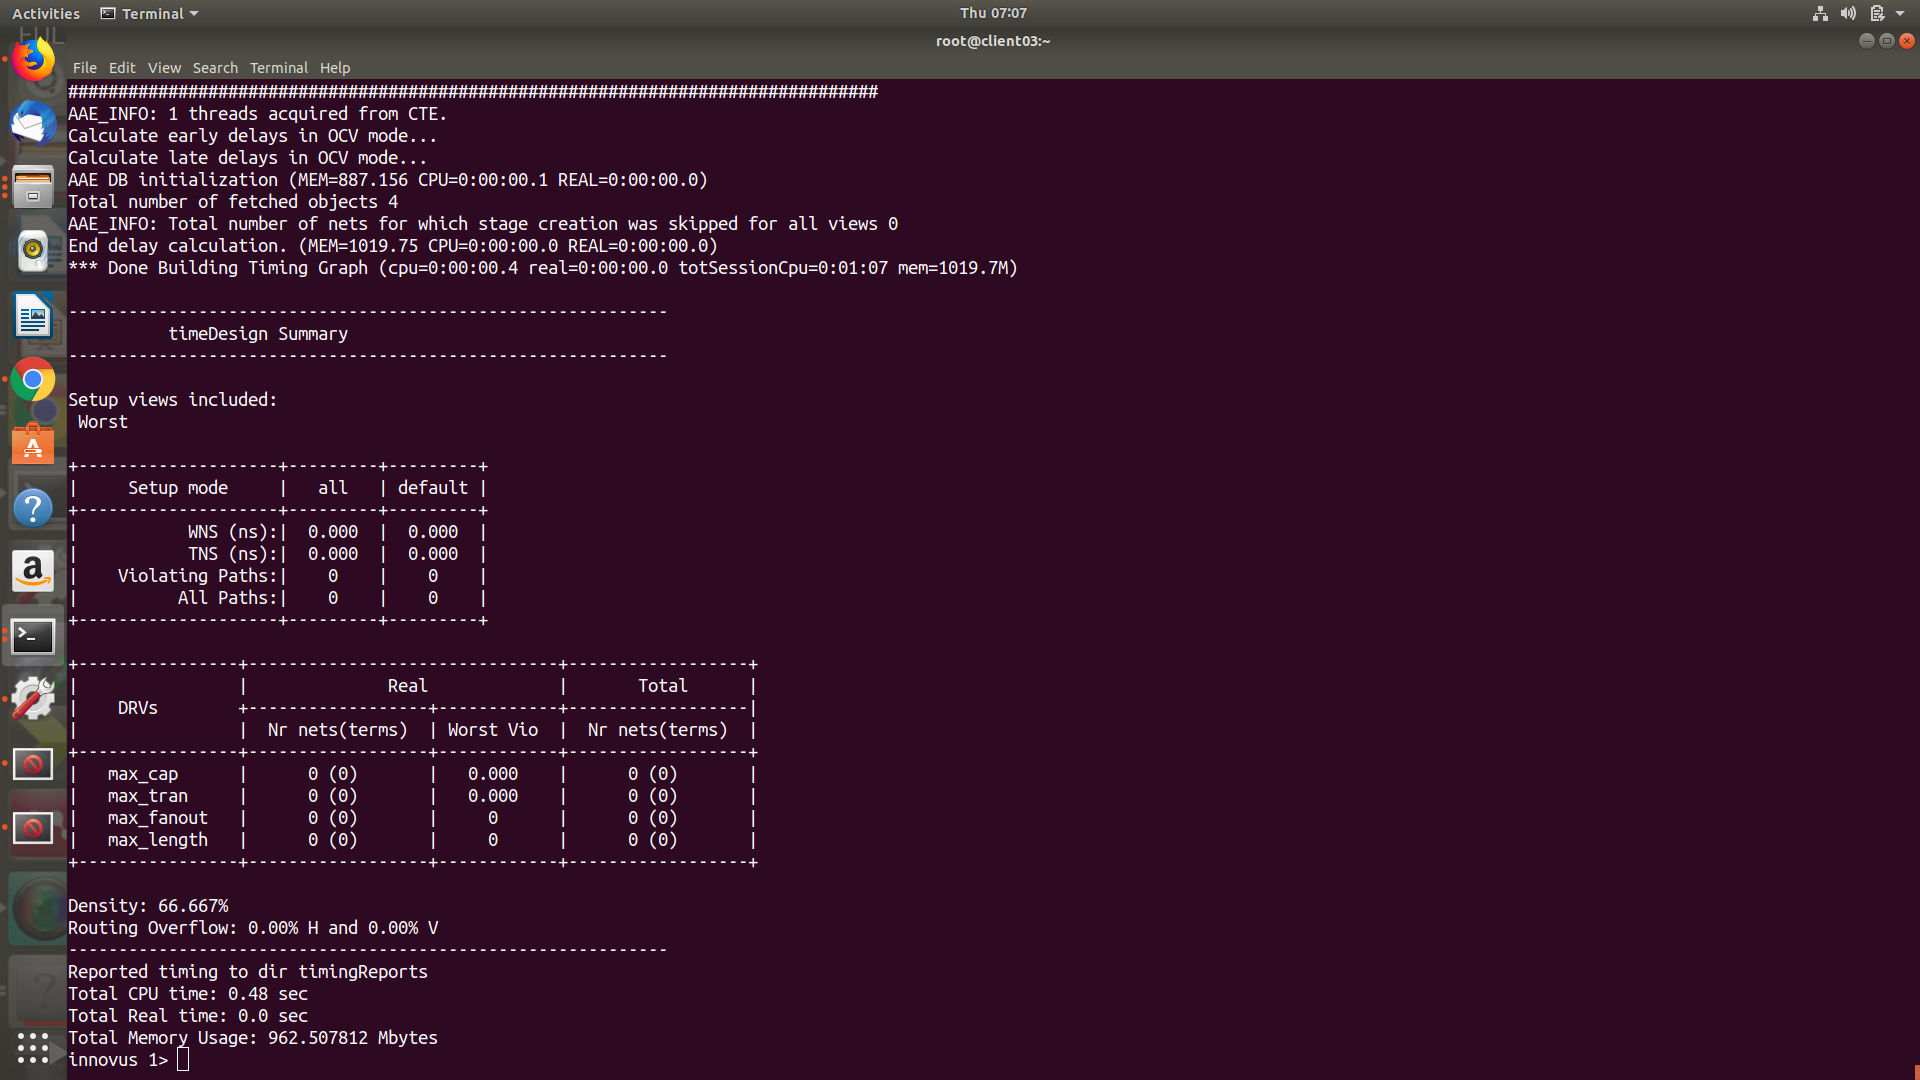 Activities Terminal Thu 07:07
root@client03:~
File Edit View Search Terminal Help
#################################################################################
AAE_INFO: 1 threads acquired from CTE.
Calculate early delays in OCV mode...
Calculate late delays in OCV mode...
AAE DB initialization (MEM=887.156 CPU=0:00:00.1 REAL=0:00:00.0)
Total number of fetched objects 4
AAE_INFO: Total number of nets for which stage creation was skipped for all views 0
End delay calculation. (MEM=1019.75 CPU=0:00:00.0 REAL=0:00:00.0)
*** Done Building Timing Graph (cpu=0:00:00.4 real=0:00:00.0 totSessionCpu=0:01:07 mem=1019.7M)
------------------------------------------------------------
          timeDesign Summary
------------------------------------------------------------
Setup views included:
 Worst
+--------------------+---------+---------+
|     Setup mode     |   all   | default |
+--------------------+---------+---------+
|           WNS (ns):|  0.000  |  0.000  |
|           TNS (ns):|  0.000  |  0.000  |
|    Violating Paths:|    0    |    0    |
|          All Paths:|    0    |    0    |
+--------------------+---------+---------+
+----------------+-------------------------------+------------------+
|                |              Real             |       Total      |
|    DRVs        +------------------+------------+------------------|
|                |  Nr nets(terms)  | Worst Vio  |  Nr nets(terms)  |
+----------------+------------------+------------+------------------+
|   max_cap      |      0 (0)       |   0.000    |      0 (0)       |
|   max_tran     |      0 (0)       |   0.000    |      0 (0)       |
|   max_fanout   |      0 (0)       |     0      |      0 (0)       |
|   max_length   |      0 (0)       |     0      |      0 (0)       |
+----------------+------------------+------------+------------------+
Density: 66.667%
Routing Overflow: 0.00% H and 0.00% V
------------------------------------------------------------
Reported timing to dir timingReports
Total CPU time: 0.48 sec
Total Real time: 0.0 sec
Total Memory Usage: 962.507812 Mbytes
innovus 1>